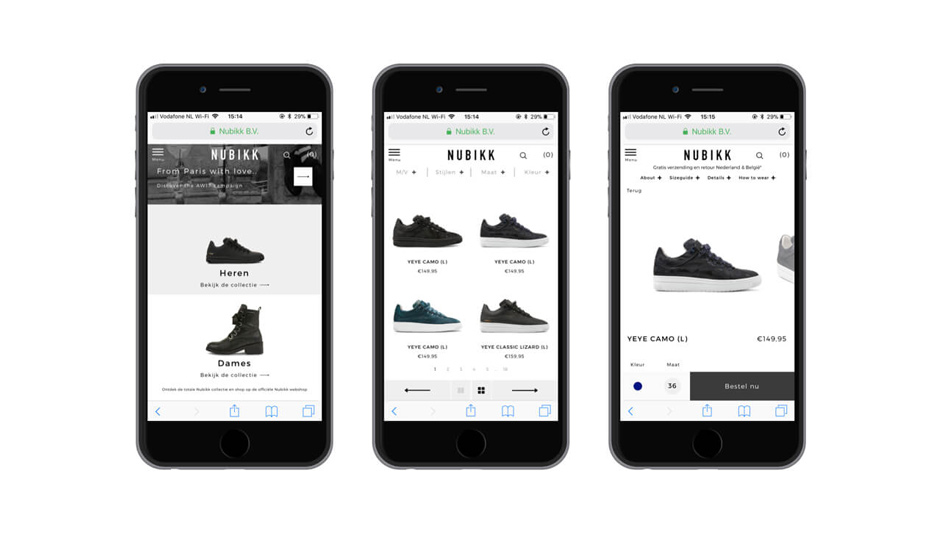 Vodafone NL Wi-Fi 15:14 29%
Nubikk B.V.
Menu
NUBIKK
(0)
From Paris with love.
Heren
Bekijk de collectie
Dames
Bekijk de collectie
Ontdek de totale Nubikk collectie en shop op de officiële Nubikk webshop
Vodafone NL Wi-Fi 15:14 29%
Nubikk B.V.
Menu
NUBIKK
(0)
M/V + Stijlen + Maat + Kleur +
YEYE CAMO (L) YEYE CAMO (L)
€149.95 €149.95
YEYE CAMO (L) YEYE CLASSIC LIZARD (L)
€149.95 €159.95
1 2 3 4 5 .. 18
Vodafone NL Wi-Fi 15:15 29%
Nubikk B.V.
Menu
NUBIKK
(0)
Gratis verzending en retour Nederland & België*
About + Sizeguide + Details + How to wear +
Terug
YEYE CAMO (L) €149.95
Kleur Maat
36 Bestel nu